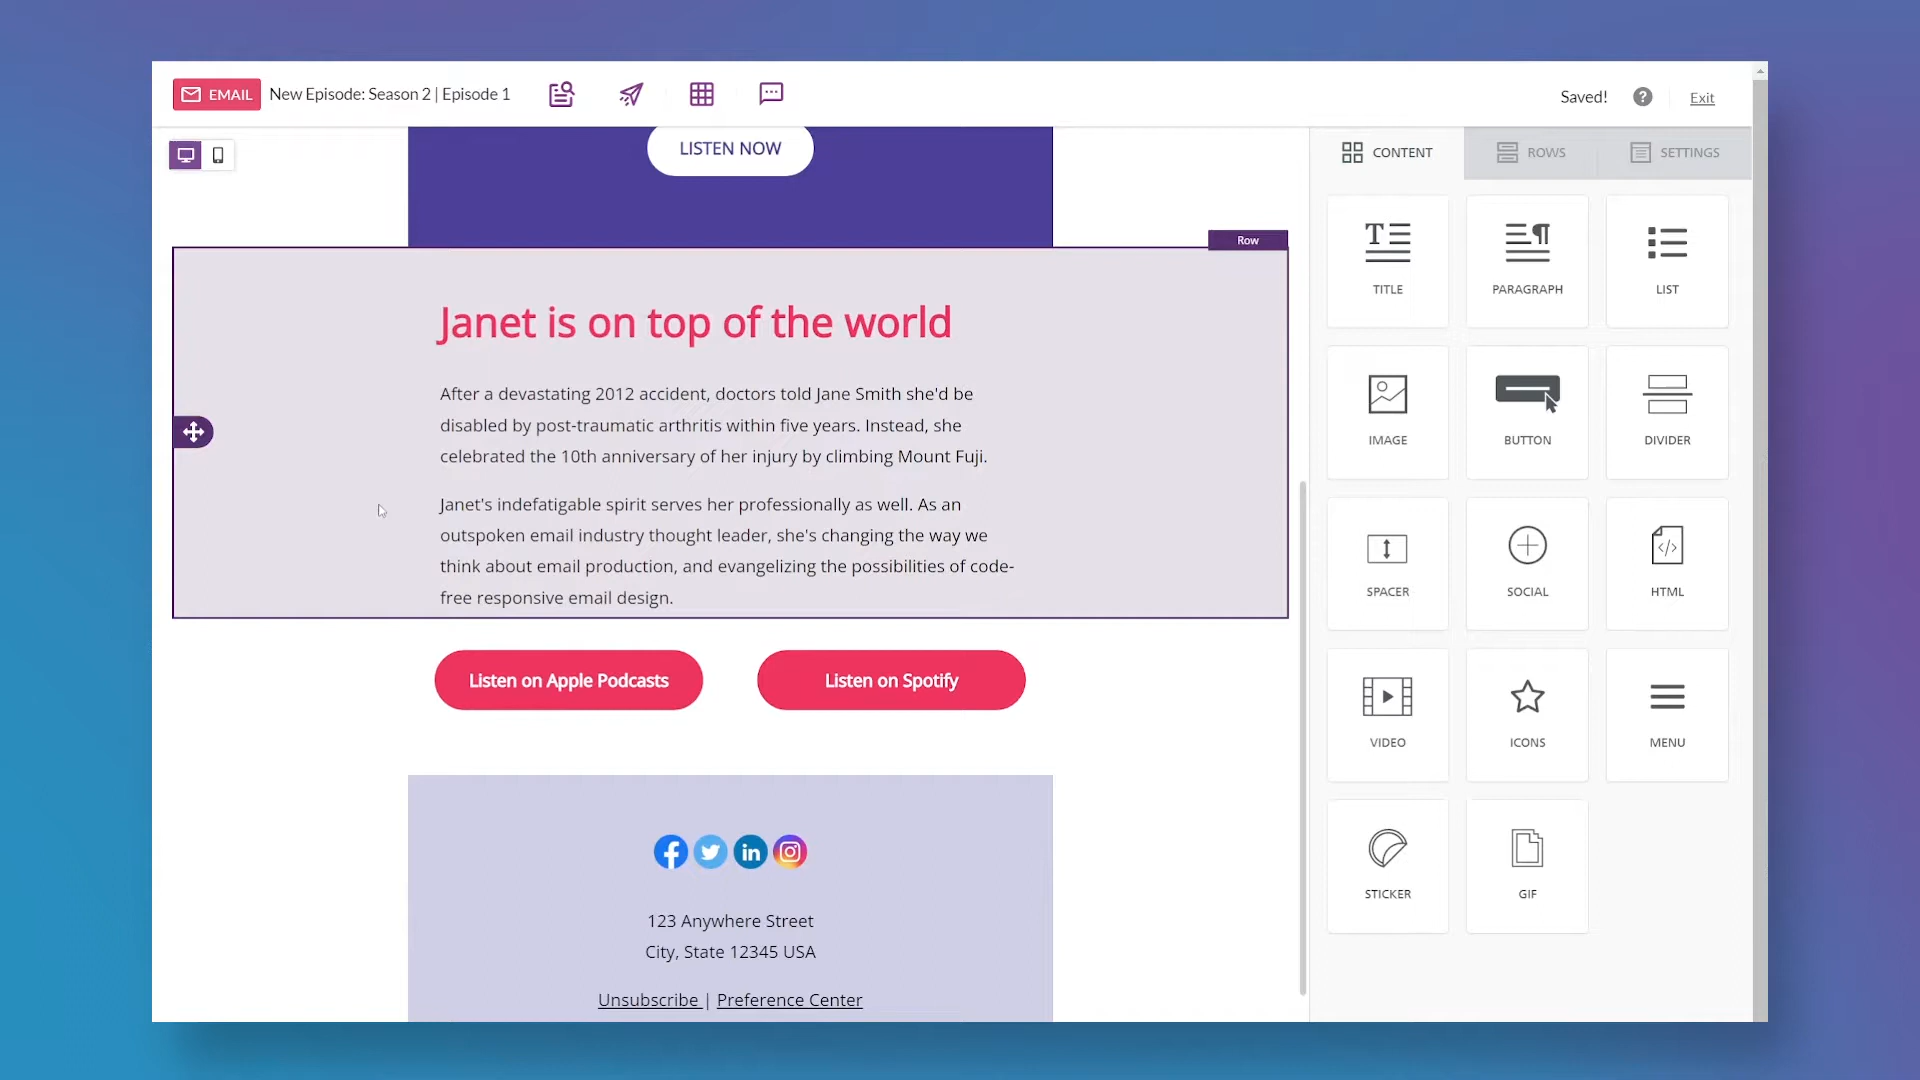 EMAIL New Episode: Season 2 | Episode 1
Saved! ? Exit
LISTEN NOW
Row
Janet is on top of the world
After a devastating 2012 accident, doctors told Jane Smith she'd be
disabled by post-traumatic arthritis within five years. Instead, she
celebrated the 10th anniversary of her injury by climbing Mount Fuji.
Janet's indefatigable spirit serves her professionally as well. As an
outspoken email industry thought leader, she's changing the way we
think about email production, and evangelizing the possibilities of code-
free responsive email design.
Listen on Apple Podcasts
Listen on Spotify
123 Anywhere Street
City, State 12345 USA
Unsubscribe | Preference Center
CONTENT
ROWS
SETTINGS
TITLE
PARAGRAPH
LIST
IMAGE
BUTTON
DIVIDER
SPACER
SOCIAL
HTML
VIDEO
ICONS
MENU
STICKER
GIF